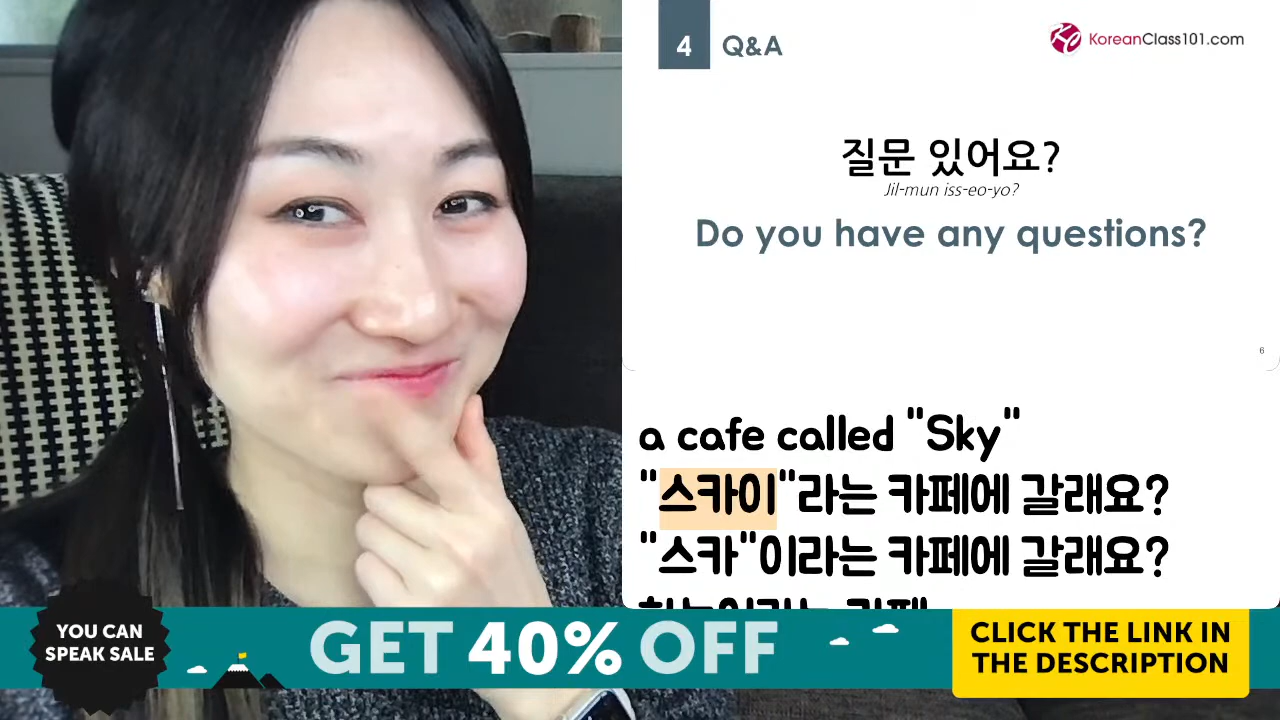 4 Q&A
KoreanClass101.com
질문 있어요?
Jil-mun iss-eo-yo?
Do you have any questions?
6
a cafe called "Sky"
"스카이"라는 카페에 갈래요?
"스카"이라는 카페에 갈래요?
YOU CAN
SPEAK SALE
GET 40% OFF
CLICK THE LINK IN
THE DESCRIPTION